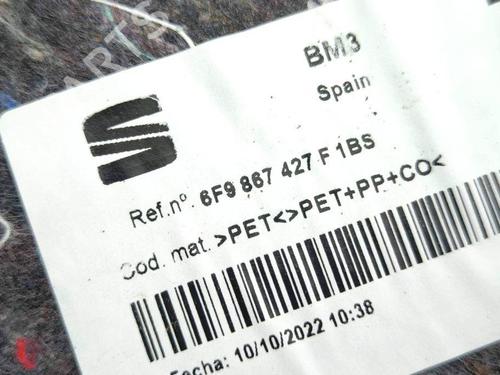 BM3
Spain
Ref.nº. 6F9 867 427 F 1BS
Cod. mat. >PET<>PET+PP+CO<
Fecha: 10/10/2022 10:38